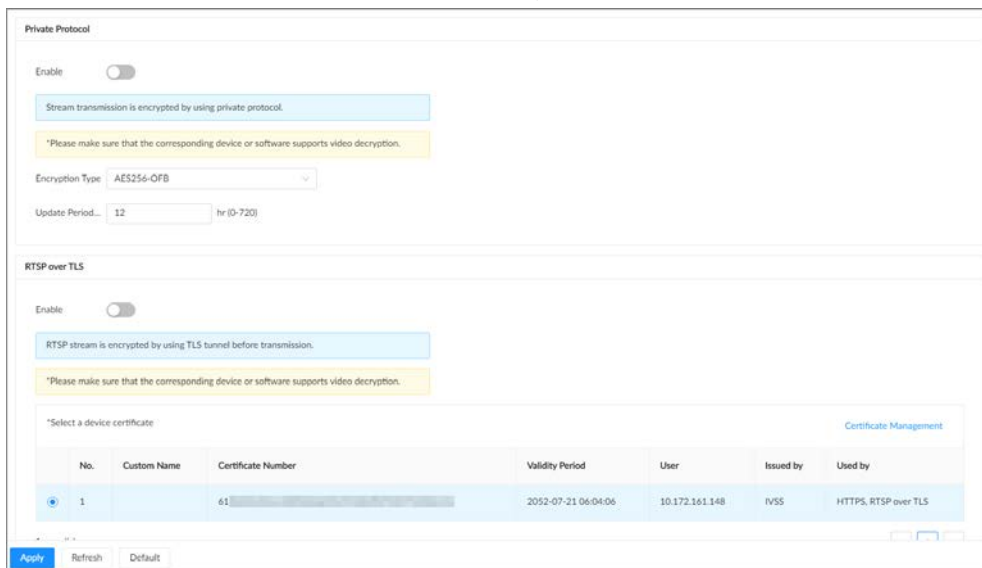 Private Protocol
Enable
Stream transmission is encrypted by using private protocol.
*Please make sure that the corresponding device or software supports video decryption.
Encryption Type AES256-OFB
Update Period... 12 hr (0-720)
RTSP over TLS
Enable
RTSP stream is encrypted by using TLS tunnel before transmission.
*Please make sure that the corresponding device or software supports video decryption.
*Select a device certificate Certificate Management
No. Custom Name Certificate Number Validity Period User Issued by Used by
1 61 2052-07-21 06:04:06 10.172.161.148 IVSS HTTPS, RTSP over TLS
Apply Refresh Default